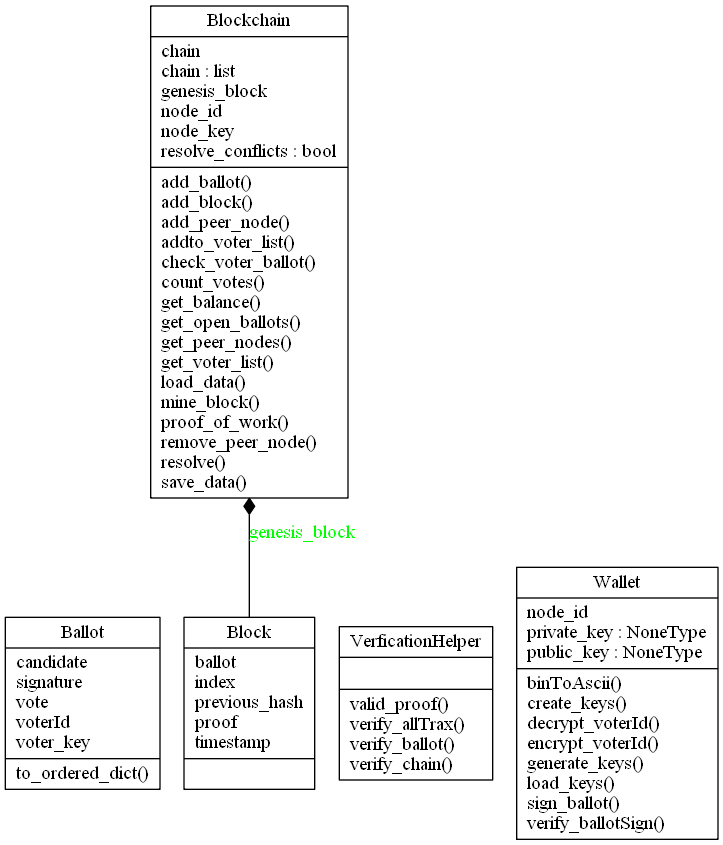 Blockchain
chain
chain : list
genesis_block
node_id
node_key
resolve_conflicts : bool
add_ballot()
add_block()
add_peer_node()
addto_voter_list()
check_voter_ballot()
count_votes()
get_balance()
get_open_ballots()
get_peer_nodes()
get_voter_list()
load_data()
mine_block()
proof_of_work()
remove_peer_node()
resolve()
save_data()
genesis_block
Ballot
candidate
signature
vote
voterId
voter_key
to_ordered_dict()
Block
ballot
index
previous_hash
proof
timestamp
VerficationHelper
valid_proof()
verify_allTrax()
verify_ballot()
verify_chain()
Wallet
node_id
private_key : NoneType
public_key : NoneType
binToAscii()
create_keys()
decrypt_voterId()
encrypt_voterId()
generate_keys()
load_keys()
sign_ballot()
verify_ballotSign()